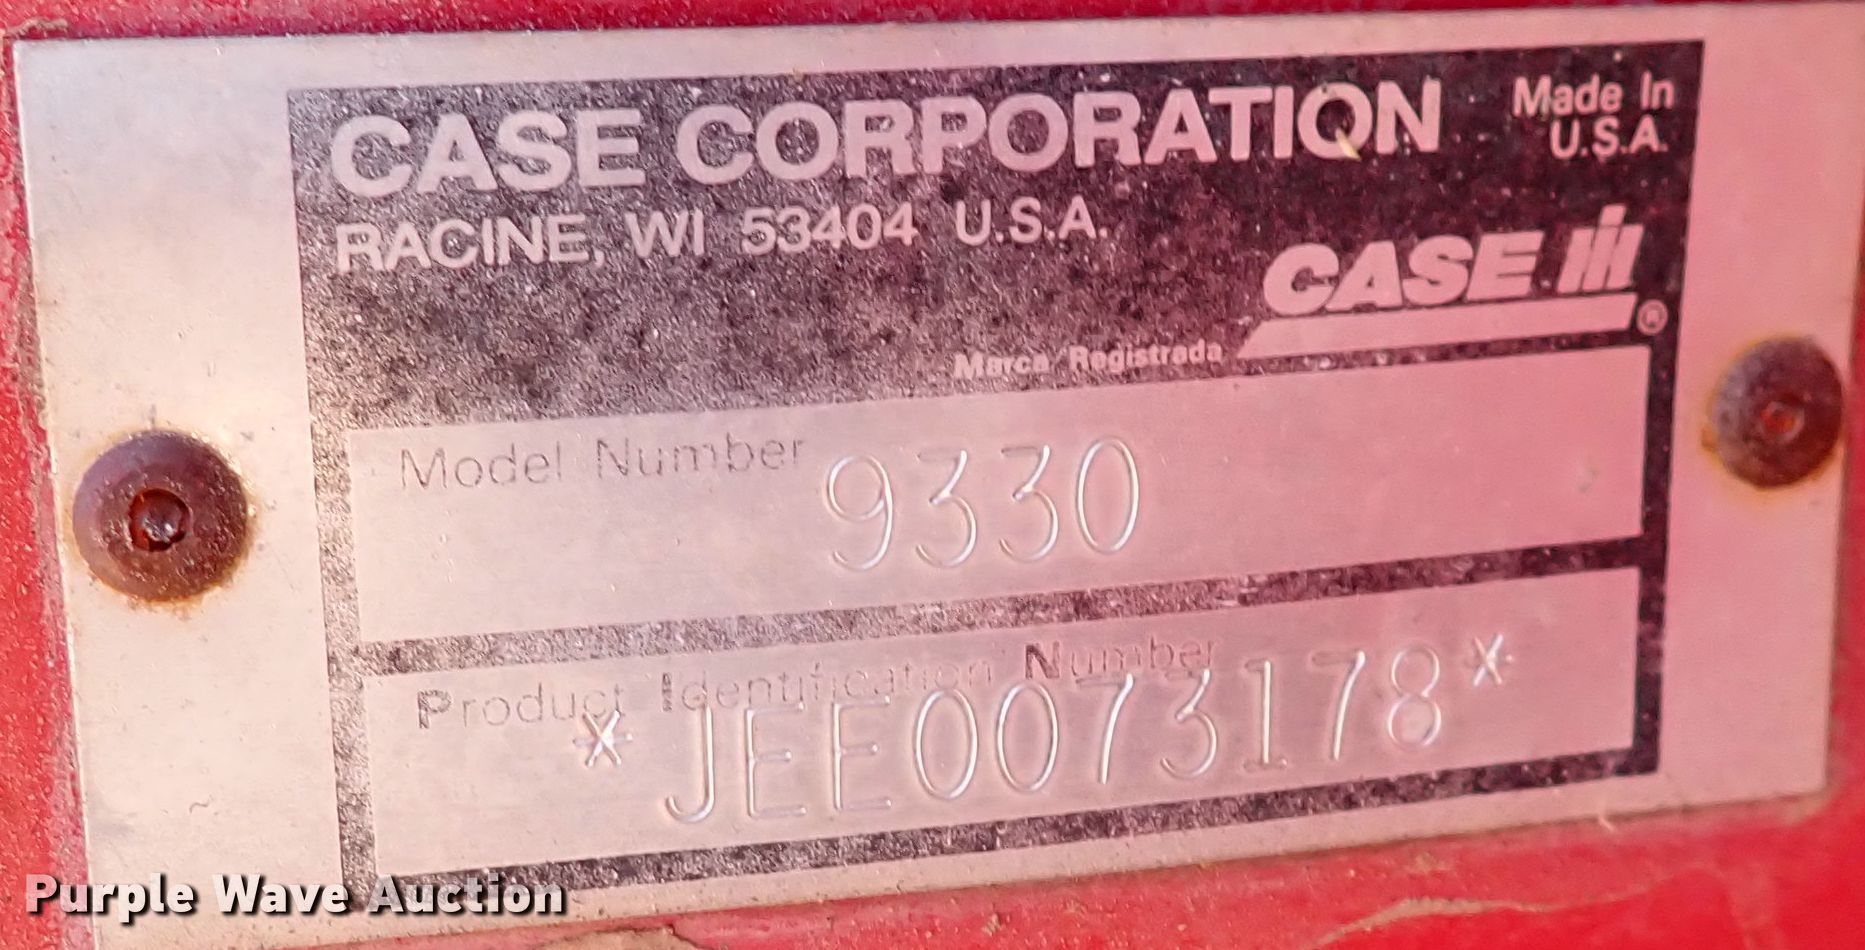 CASE CORPORATION
Made In
U.S.A.
RACINE, WI 53404 U.S.A.
CASE IH®
Marca Registrada
Model Number 9330
Product Identification Number
*JEE0073178*
Purple Wave Auction